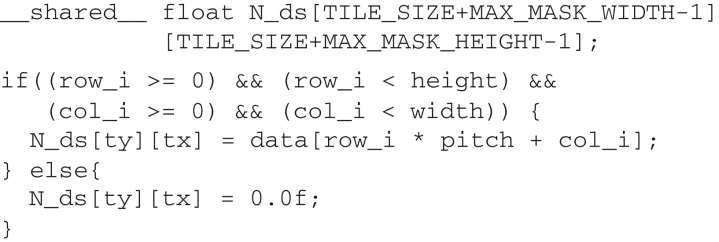 __shared__ float N_ds[TILE_SIZE+MAX_MASK_WIDTH-1]
[TILE_SIZE+MAX_MASK_HEIGHT-1];
if((row_i >= 0) && (row_i < height) &&
(col_i >= 0) && (col_i < width)) {
N_ds[ty][tx] = data[row_i * pitch + col_i];
} else{
N_ds[ty][tx] = 0.0f;
}